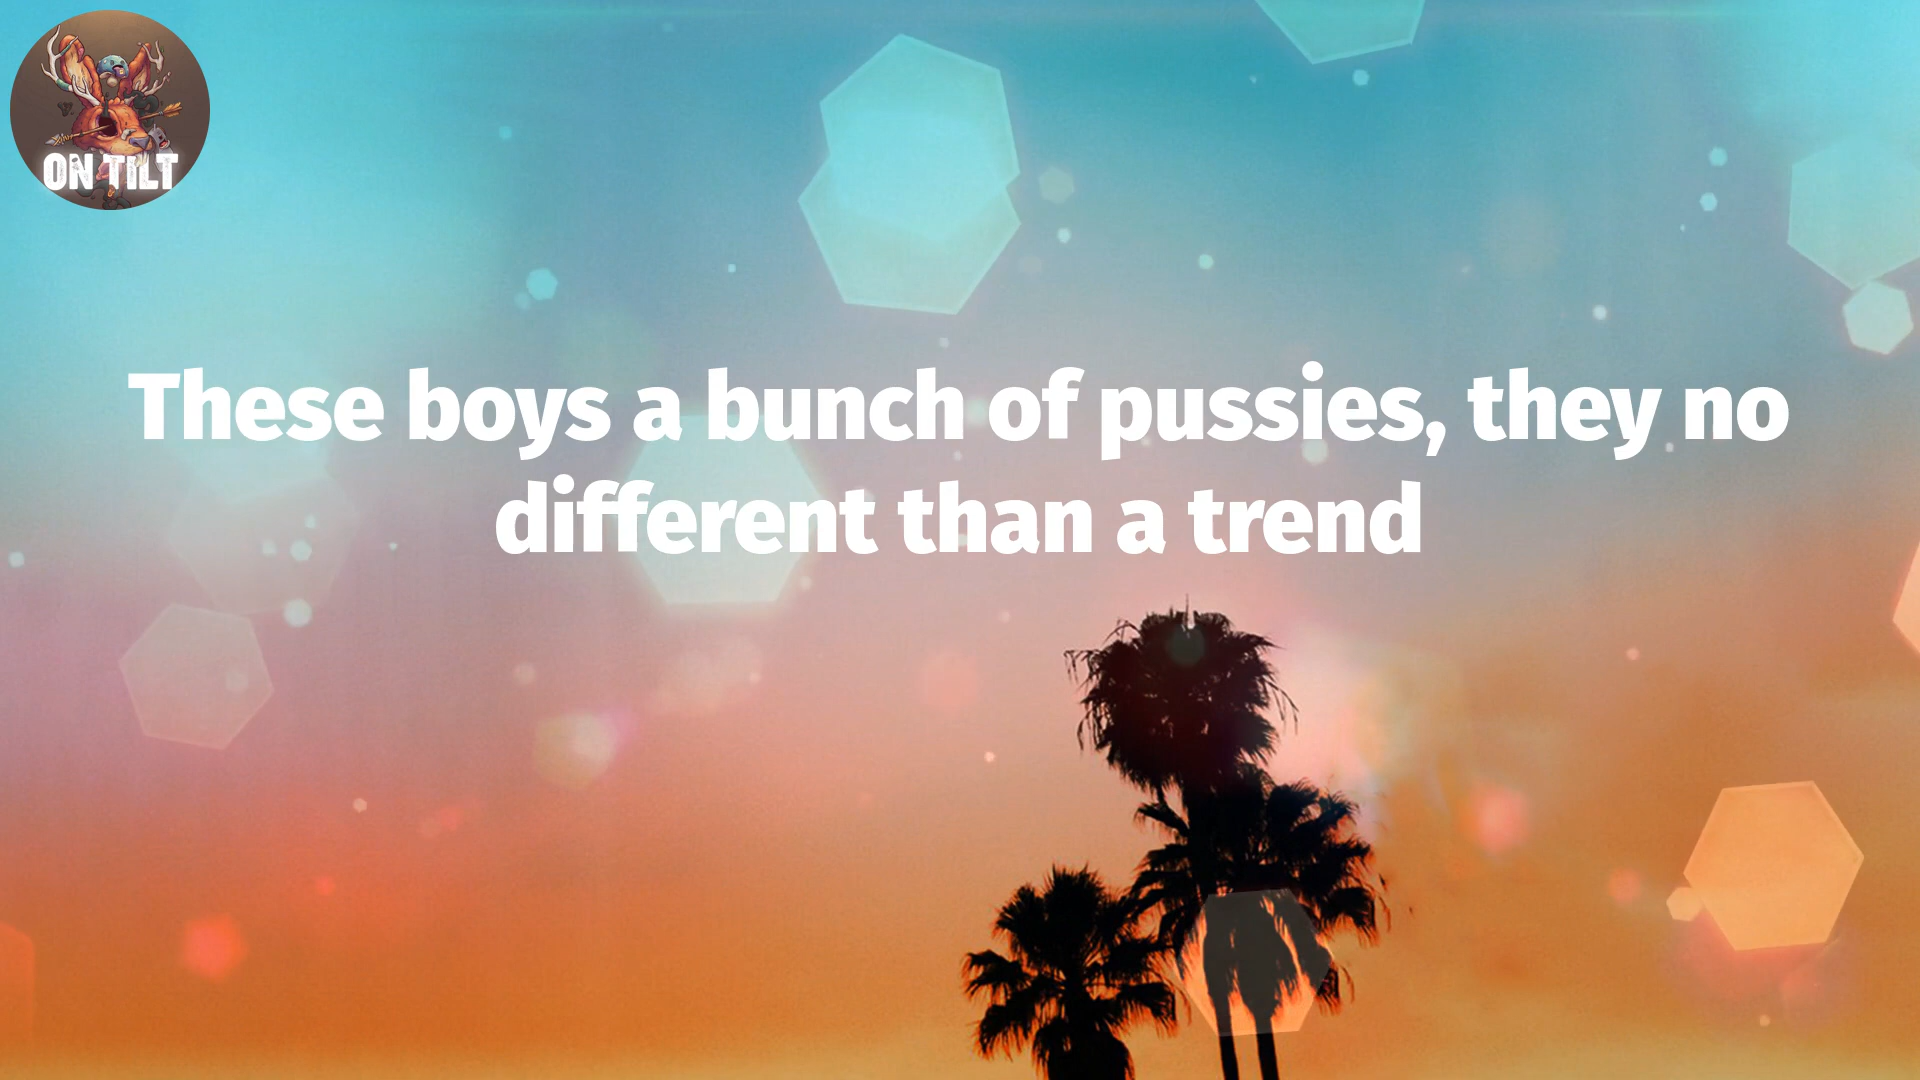 ON TILT
These boys a bunch of pussies, they no
different than a trend